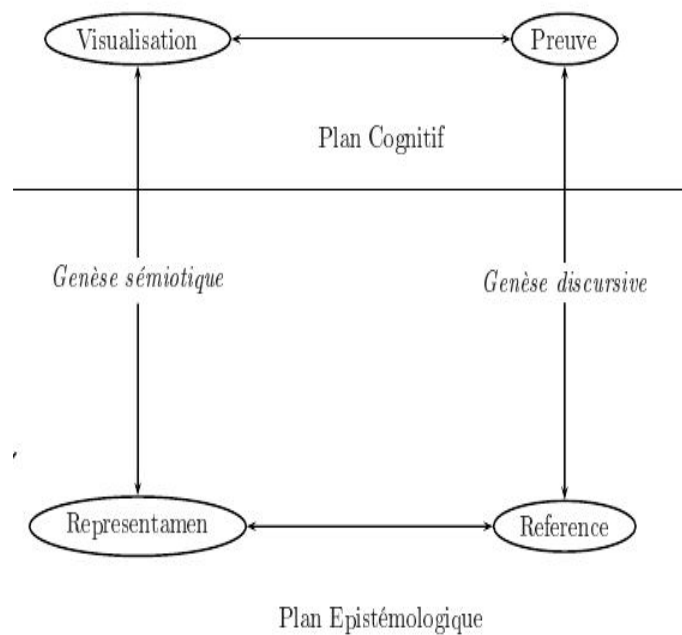 Visualisation
Preuve
Plan Cognitif
Genèse sémiotique
Genèse discursive
Representamen
Reference
Plan Epistémologique